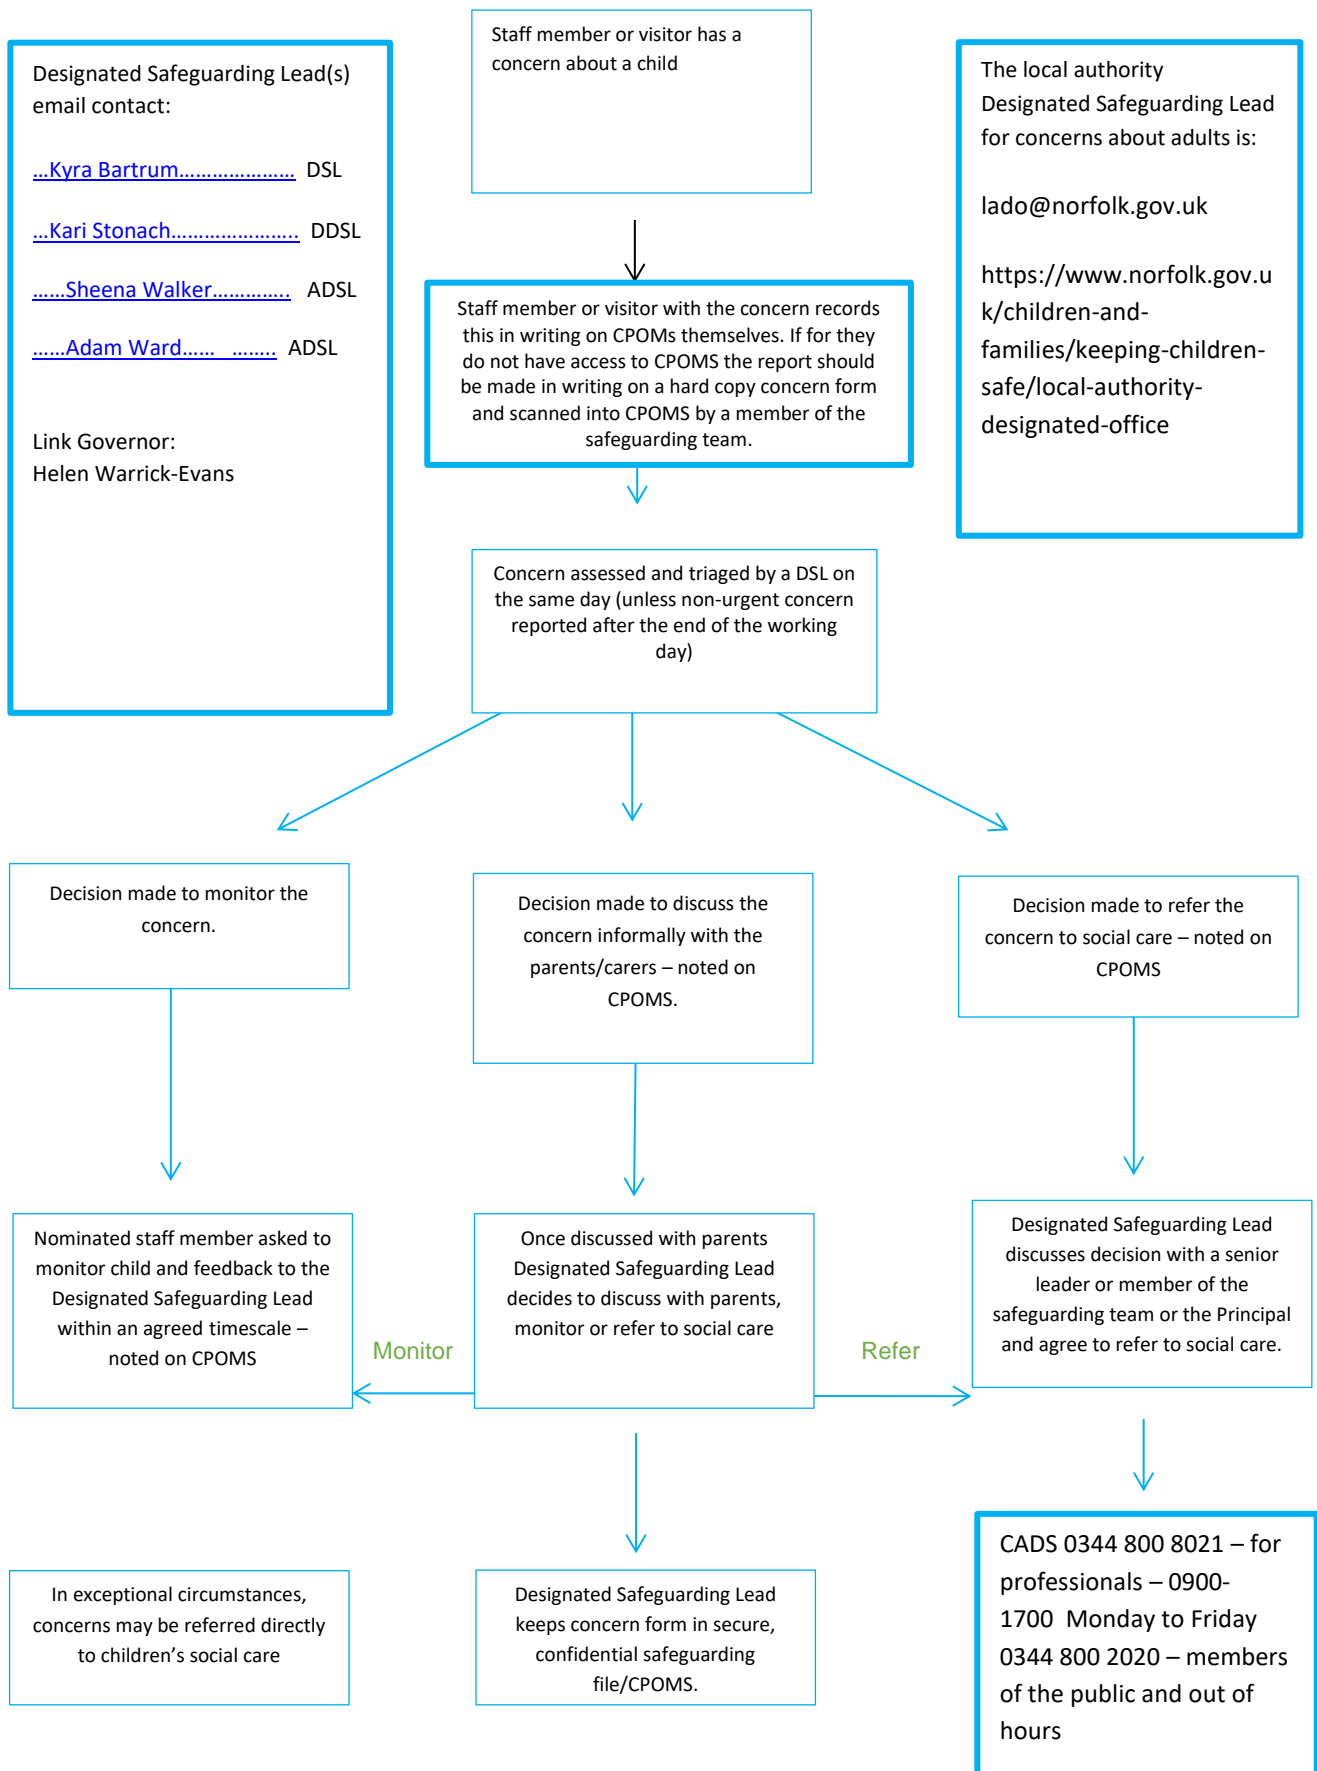 Staff member or visitor has a
concern about a child
Designated Safeguarding Lead(s)
email contact:
...Kyra Bartrum………………… DSL
...Kari Stonach………………….. DDSL
……Sheena Walker………….. ADSL
……Adam Ward…… …….. ADSL
Link Governor:
Helen Warrick-Evans
The local authority
Designated Safeguarding Lead
for concerns about adults is:
lado@norfolk.gov.uk
https://www.norfolk.gov.u
k/children-and-
families/keeping-children-
safe/local-authority-
designated-office
Staff member or visitor with the concern records
this in writing on CPOMs themselves. If for they
do not have access to CPOMS the report should
be made in writing on a hard copy concern form
and scanned into CPOMS by a member of the
safeguarding team.
Concern assessed and triaged by a DSL on
the same day (unless non-urgent concern
reported after the end of the working
day)
Decision made to monitor the
concern.
Decision made to discuss the
concern informally with the
parents/carers – noted on
CPOMS.
Decision made to refer the
concern to social care – noted on
CPOMS
Nominated staff member asked to
monitor child and feedback to the
Designated Safeguarding Lead
within an agreed timescale –
noted on CPOMS
Monitor
Once discussed with parents
Designated Safeguarding Lead
decides to discuss with parents,
monitor or refer to social care
Refer
Designated Safeguarding Lead
discusses decision with a senior
leader or member of the
safeguarding team or the Principal
and agree to refer to social care.
In exceptional circumstances,
concerns may be referred directly
to children’s social care
Designated Safeguarding Lead
keeps concern form in secure,
confidential safeguarding
file/CPOMS.
CADS 0344 800 8021 – for
professionals – 0900-
1700 Monday to Friday
0344 800 2020 – members
of the public and out of
hours